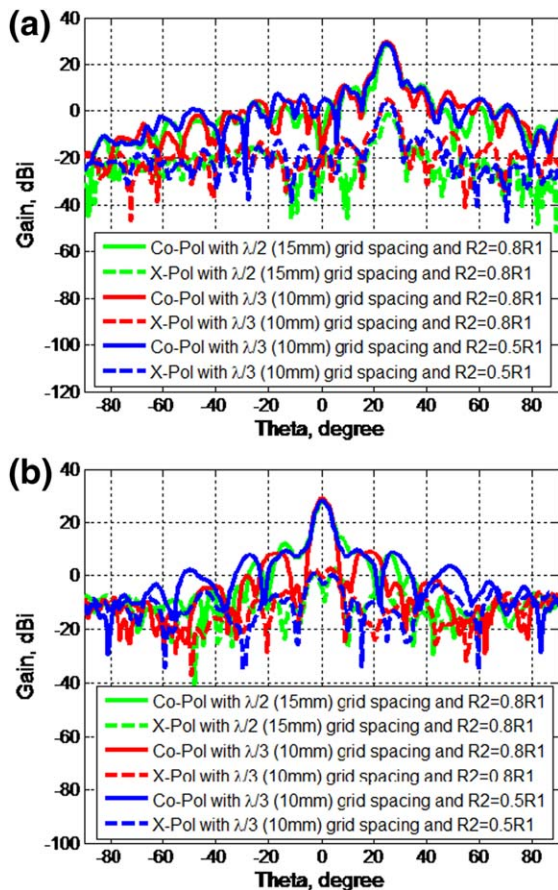 (a)
40
20
0
-20
-40
-60
-80
-100
-120
Gain, dBi
Co-Pol with λ/2 (15mm) grid spacing and R2=0.8R1
X-Pol with λ/2 (15mm) grid spacing and R2=0.8R1
Co-Pol with λ/3 (10mm) grid spacing and R2=0.8R1
X-Pol with λ/3 (10mm) grid spacing and R2=0.8R1
Co-Pol with λ/3 (10mm) grid spacing and R2=0.5R1
X-Pol with λ/3 (10mm) grid spacing and R2=0.5R1
-80 -60 -40 -20 0 20 40 60 80
Theta, degree
(b)
40
20
0
-20
-40
-60
-80
-100
Gain, dBi
Co-Pol with λ/2 (15mm) grid spacing and R2=0.8R1
X-Pol with λ/2 (15mm) grid spacing and R2=0.8R1
Co-Pol with λ/3 (10mm) grid spacing and R2=0.8R1
X-Pol with λ/3 (10mm) grid spacing and R2=0.8R1
Co-Pol with λ/3 (10mm) grid spacing and R2=0.5R1
X-Pol with λ/3 (10mm) grid spacing and R2=0.5R1
-80 -60 -40 -20 0 20 40 60 80
Theta, degree